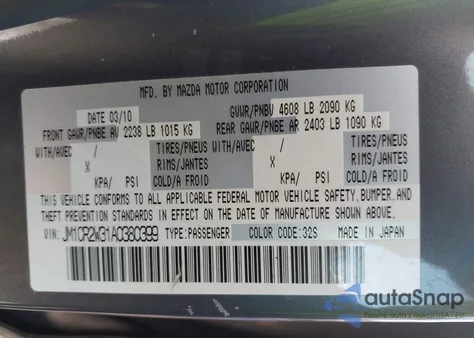 MFD. BY MAZDA MOTOR CORPORATION
DATE 03/10 GVWR/PNBV 4608 LB 2090 KG
FRONT GAWR/PNBE AV 2238 LB 1015 KG REAR GAWR/PNBE AR 2403 LB 1090 KG
WITH/AVEC / TIRES/PNEUS WITH/AVEC / TIRES/PNEUS
X RIMS/JANTES X RIMS/JANTES
KPA/ PSI COLD/A FROID KPA/ PSI COLD/A FROID
THIS VEHICLE CONFORMS TO ALL APPLICABLE FEDERAL MOTOR VEHICLE SAFETY, BUMPER, AND
THEFT PREVENTION STANDARDS IN EFFECT ON THE DATE OF MANUFACTURE SHOWN ABOVE.
VIN: JM1CR2W31A0380399 TYPE:PASSENGER COLOR CODE:32S MADE IN JAPAN
autoSnap